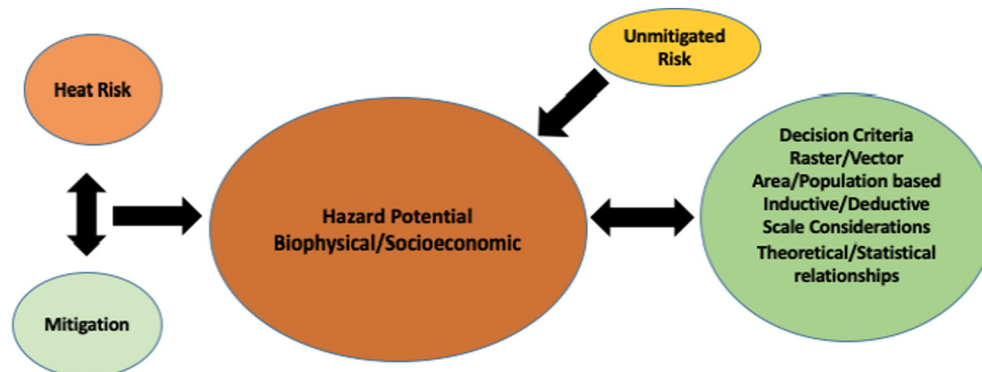 Unmitigated
Risk
Heat Risk
Decision Criteria
Raster/Vector
Area/Population based
Inductive/Deductive
Scale Considerations
Theoretical/Statistical
relationships
Hazard Potential
Biophysical/Socioeconomic
Mitigation